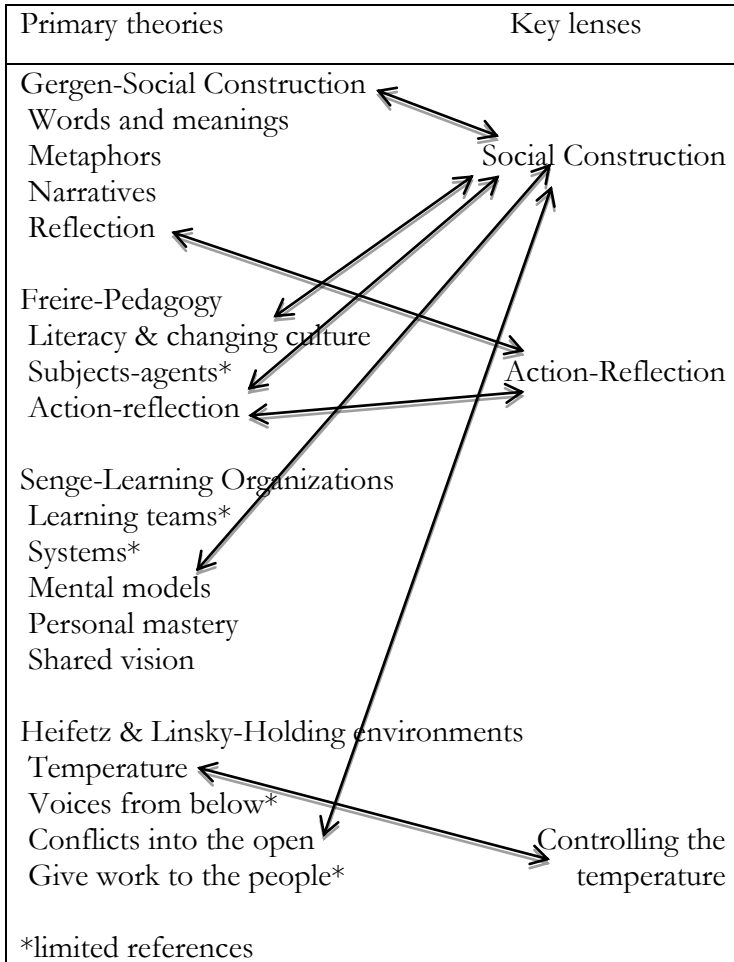 Primary theories Key lenses
Gergen-Social Construction
Words and meanings
Metaphors Social Construction
Narratives
Reflection
Freire-Pedagogy
Literacy & changing culture
Subjects-agents* Action-Reflection
Action-reflection
Senge-Learning Organizations
Learning teams*
Systems*
Mental models
Personal mastery
Shared vision
Heifetz & Linsky-Holding environments
Temperature
Voices from below*
Conflicts into the open Controlling the
Give work to the people* temperature
*limited references